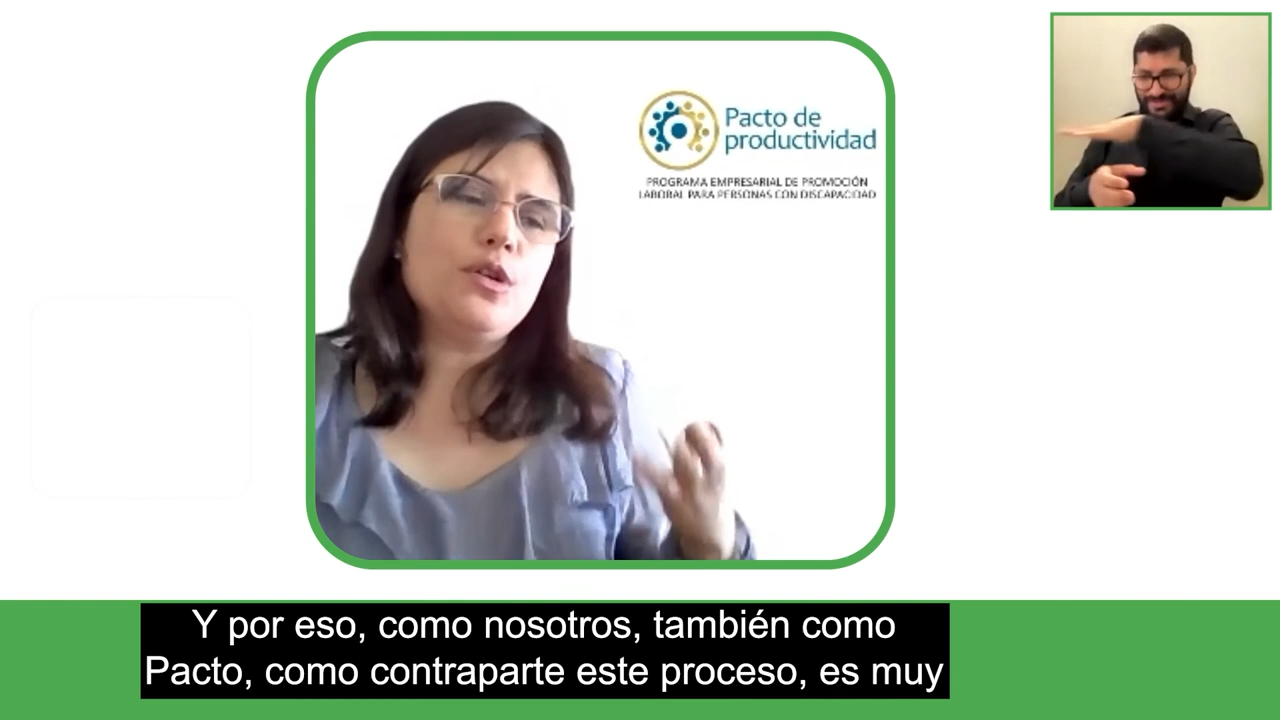 Pacto de
productividad
PROGRAMA EMPRESARIAL DE PROMOCIÓN
LABORAL PARA PERSONAS CON DISCAPACIDAD
Y por eso, como nosotros, también como
Pacto, como contraparte este proceso, es muy